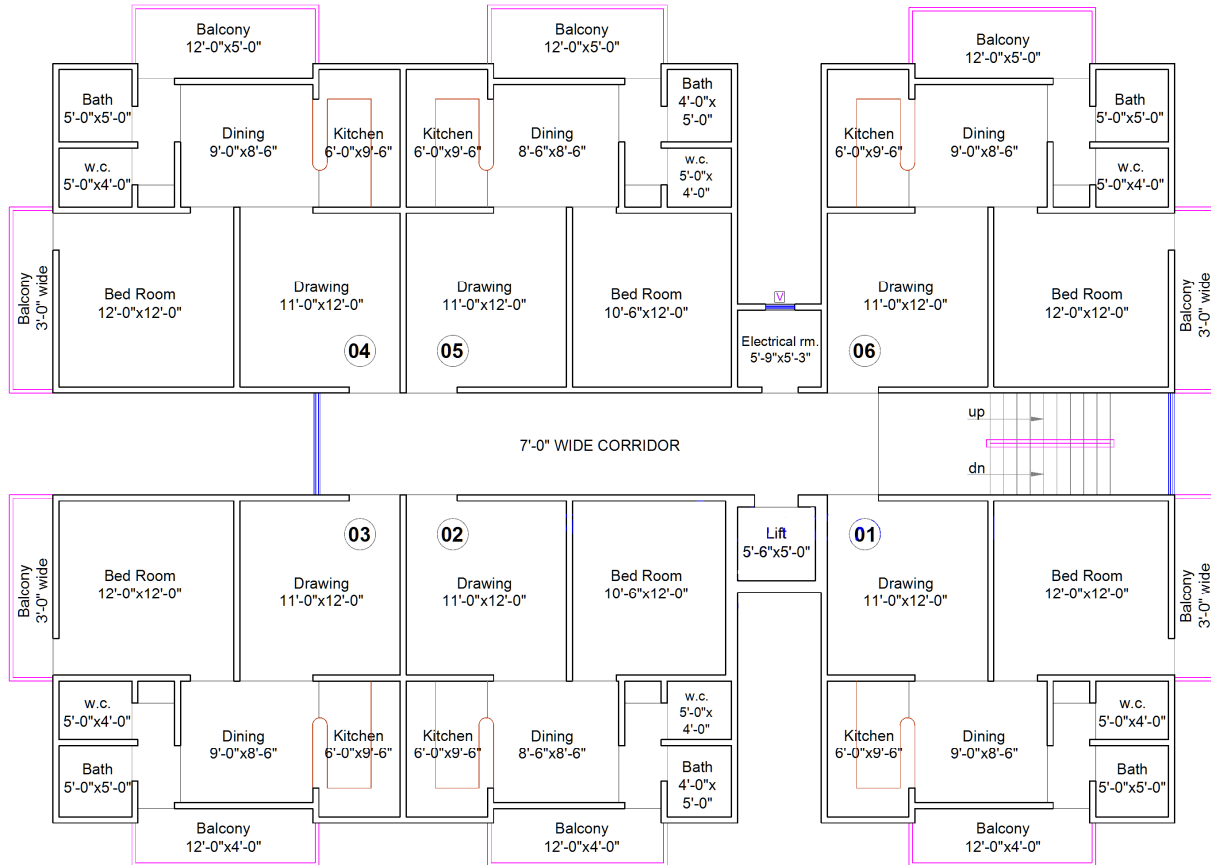 Balcony
12'-0"x5'-0"
Balcony
12'-0"x5'-0"
Balcony
12'-0"x5'-0"
Bath
5'-0"x5'-0"
Dining
9'-0"x8'-6"
Kitchen
6'-0"x9'-6"
Kitchen
6'-0"x9'-6"
Dining
8'-6"x8'-6"
Bath
4'-0"x
5'-0"
Kitchen
6'-0"x9'-6"
Dining
9'-0"x8'-6"
Bath
5'-0"x5'-0"
w.c.
5'-0"x4'-0"
w.c.
5'-0"x
4'-0"
w.c.
5'-0"x4'-0"
Balcony
3'-0" wide
Bed Room
12'-0"x12'-0"
Drawing
11'-0"x12'-0"
Drawing
11'-0"x12'-0"
Bed Room
10'-6"x12'-0"
V
Drawing
11'-0"x12'-0"
Bed Room
12'-0"x12'-0"
Balcony
3'-0" wide
04
05
Electrical rm.
5'-9"x5'-3"
06
7'-0" WIDE CORRIDOR
up
dn
03
02
Lift
5'-6"x5'-0"
01
Balcony
3'-0" wide
Bed Room
12'-0"x12'-0"
Drawing
11'-0"x12'-0"
Drawing
11'-0"x12'-0"
Bed Room
10'-6"x12'-0"
Drawing
11'-0"x12'-0"
Bed Room
12'-0"x12'-0"
Balcony
3'-0" wide
w.c.
5'-0"x4'-0"
w.c.
5'-0"x
4'-0"
w.c.
5'-0"x4'-0"
Dining
9'-0"x8'-6"
Kitchen
6'-0"x9'-6"
Kitchen
6'-0"x9'-6"
Dining
8'-6"x8'-6"
Kitchen
6'-0"x9'-6"
Dining
9'-0"x8'-6"
Bath
5'-0"x5'-0"
Bath
4'-0"x
5'-0"
Bath
5'-0"x5'-0"
Balcony
12'-0"x4'-0"
Balcony
12'-0"x4'-0"
Balcony
12'-0"x4'-0"